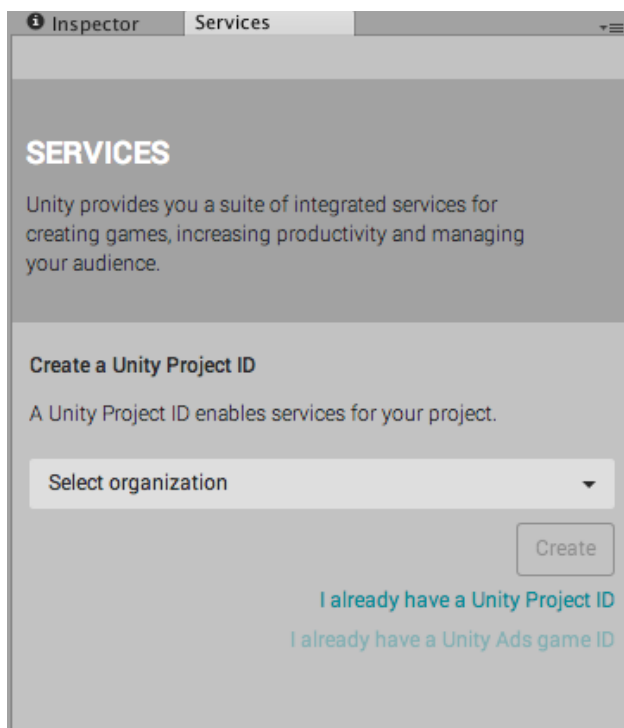 Inspector
Services
SERVICES
Unity provides you a suite of integrated services for
creating games, increasing productivity and managing
your audience.
Create a Unity Project ID
A Unity Project ID enables services for your project.
Select organization
Create
I already have a Unity Project ID
I already have a Unity Ads game ID